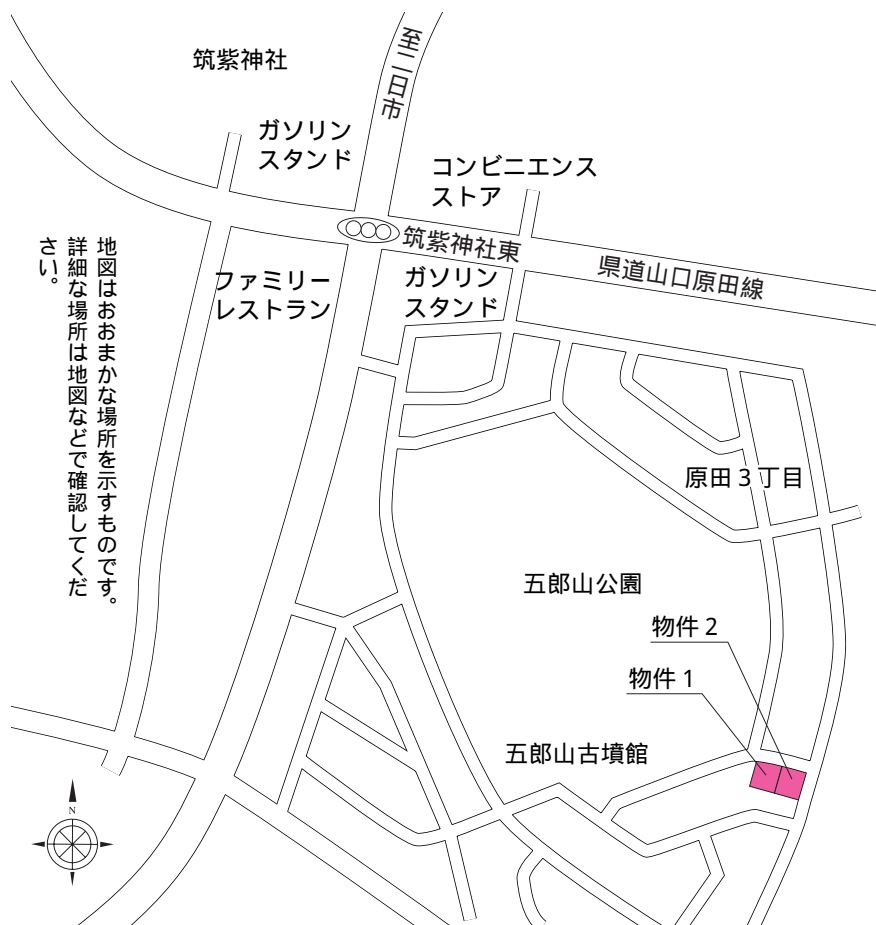 筑紫神社
至二日市
ガソリン
スタンド
コンビニエンス
ストア
筑紫神社東
県道山口原田線
ファミリー
レストラン
ガソリン
スタンド
地図はおおまかな場所を示すものです。
詳細な場所は地図などで確認してくだ
さい。
原田3丁目
五郎山公園
物件2
物件1
五郎山古墳館
N